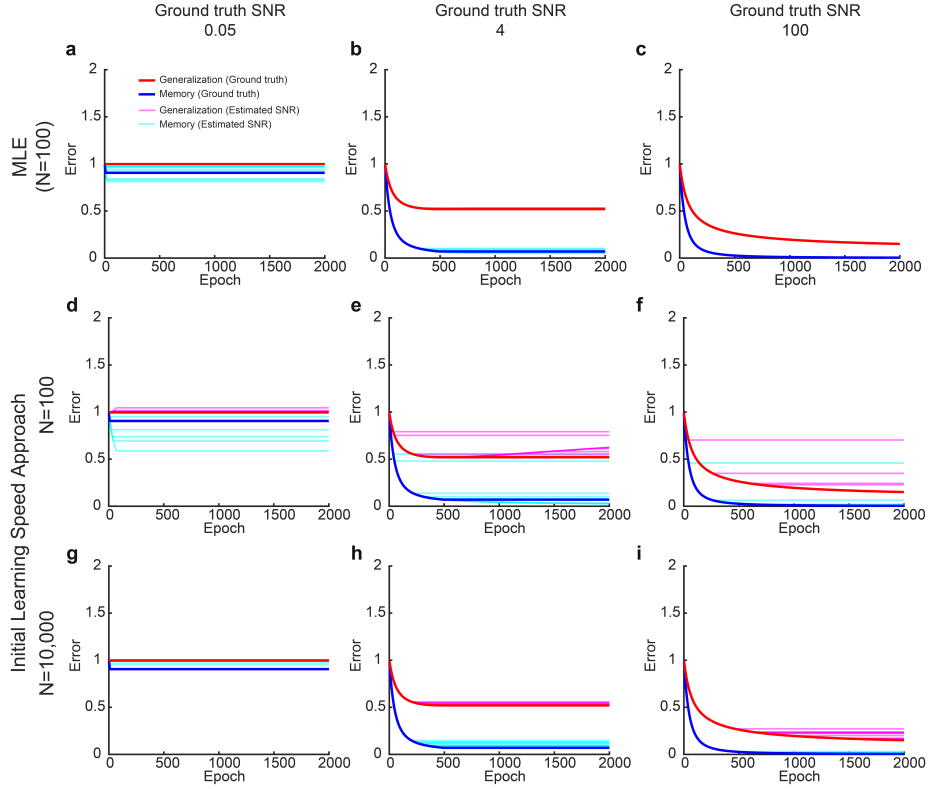 Ground truth SNR
0.05
Ground truth SNR
4
Ground truth SNR
100
MLE
(N=100)
a
2
1.5
1
0.5
0
Error
Generalization (Ground truth)
Memory (Ground truth)
Generalization (Estimated SNR)
Memory (Estimated SNR)
0 500 1000 1500 2000
Epoch
b
2
1.5
1
0.5
0
Error
0 500 1000 1500 2000
Epoch
c
2
1.5
1
0.5
0
Error
0 500 1000 1500 2000
Epoch
Initial Learning Speed Approach
N=100
d
2
1.5
1
0.5
0
Error
0 500 1000 1500 2000
Epoch
e
2
1.5
1
0.5
0
Error
0 500 1000 1500 2000
Epoch
f
2
1.5
1
0.5
0
Error
0 500 1000 1500 2000
Epoch
N=10,000
g
2
1.5
1
0.5
0
Error
0 500 1000 1500 2000
Epoch
h
2
1.5
1
0.5
0
Error
0 500 1000 1500 2000
Epoch
i
2
1.5
1
0.5
0
Error
0 500 1000 1500 2000
Epoch